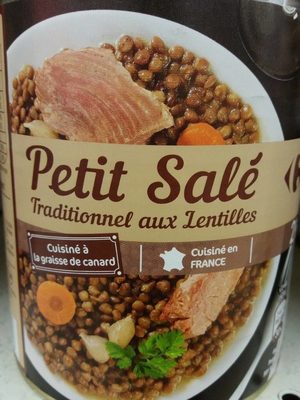 Petit Salé
Traditionnel aux Lentilles
Cuisiné à
la graisse de canard
Cuisiné en
FRANCE